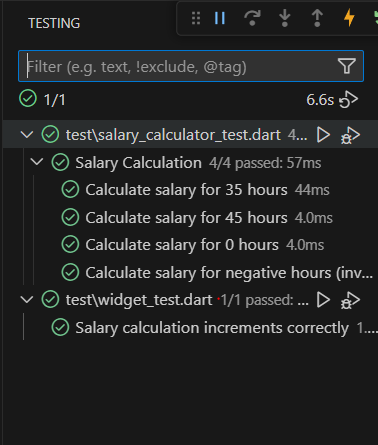 TESTING
Filter (e.g. text, !exclude, @tag)
1/1 6.6s
test\salary_calculator_test.dart 4...
Salary Calculation 4/4 passed: 57ms
Calculate salary for 35 hours 44ms
Calculate salary for 45 hours 4.0ms
Calculate salary for 0 hours 4.0ms
Calculate salary for negative hours (inv...
test\widget_test.dart 1/1 passed: ...
Salary calculation increments correctly 1....